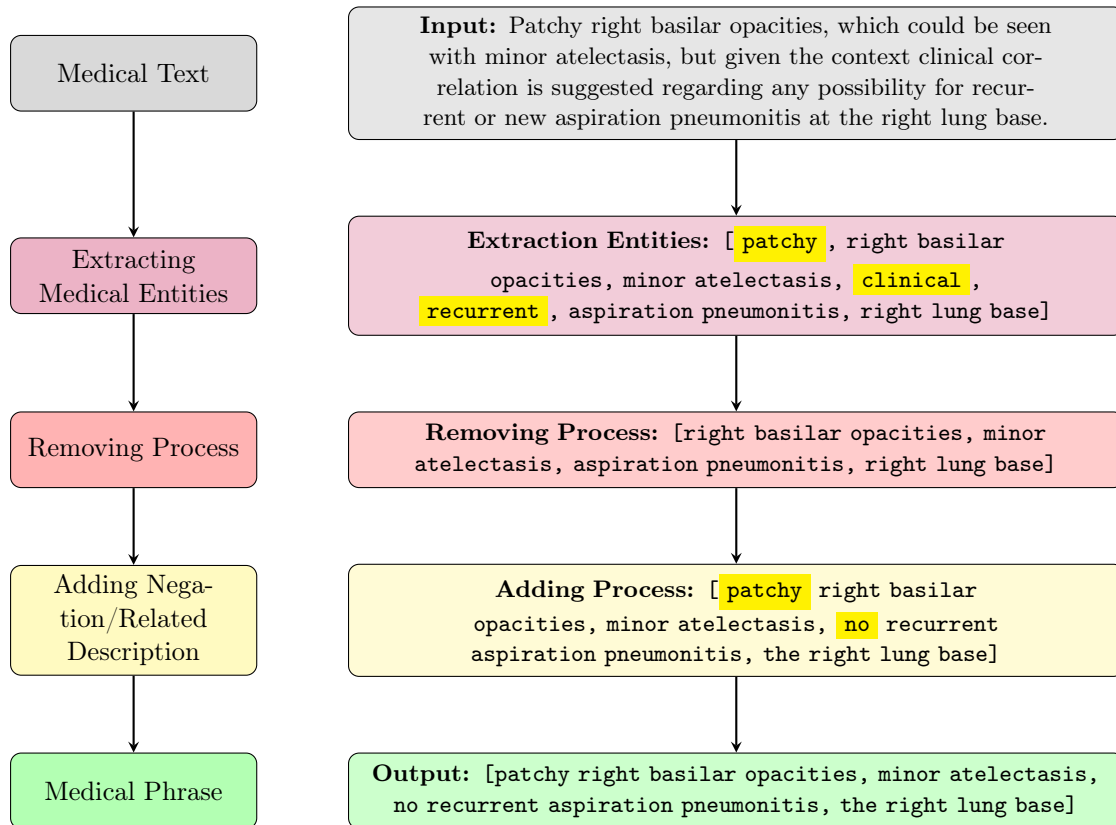 Medical Text
Input: Patchy right basilar opacities, which could be seen
with minor atelectasis, but given the context clinical cor-
relation is suggested regarding any possibility for recur-
rent or new aspiration pneumonitis at the right lung base.
Extracting
Medical Entities
Extraction Entities: [ patchy , right basilar
opacities, minor atelectasis, clinical ,
recurrent , aspiration pneumonitis, right lung base]
Removing Process
Removing Process: [right basilar opacities, minor
atelectasis, aspiration pneumonitis, right lung base]
Adding Nega-
tion/Related
Description
Adding Process: [ patchy right basilar
opacities, minor atelectasis, no recurrent
aspiration pneumonitis, the right lung base]
Medical Phrase
Output: [patchy right basilar opacities, minor atelectasis,
no recurrent aspiration pneumonitis, the right lung base]